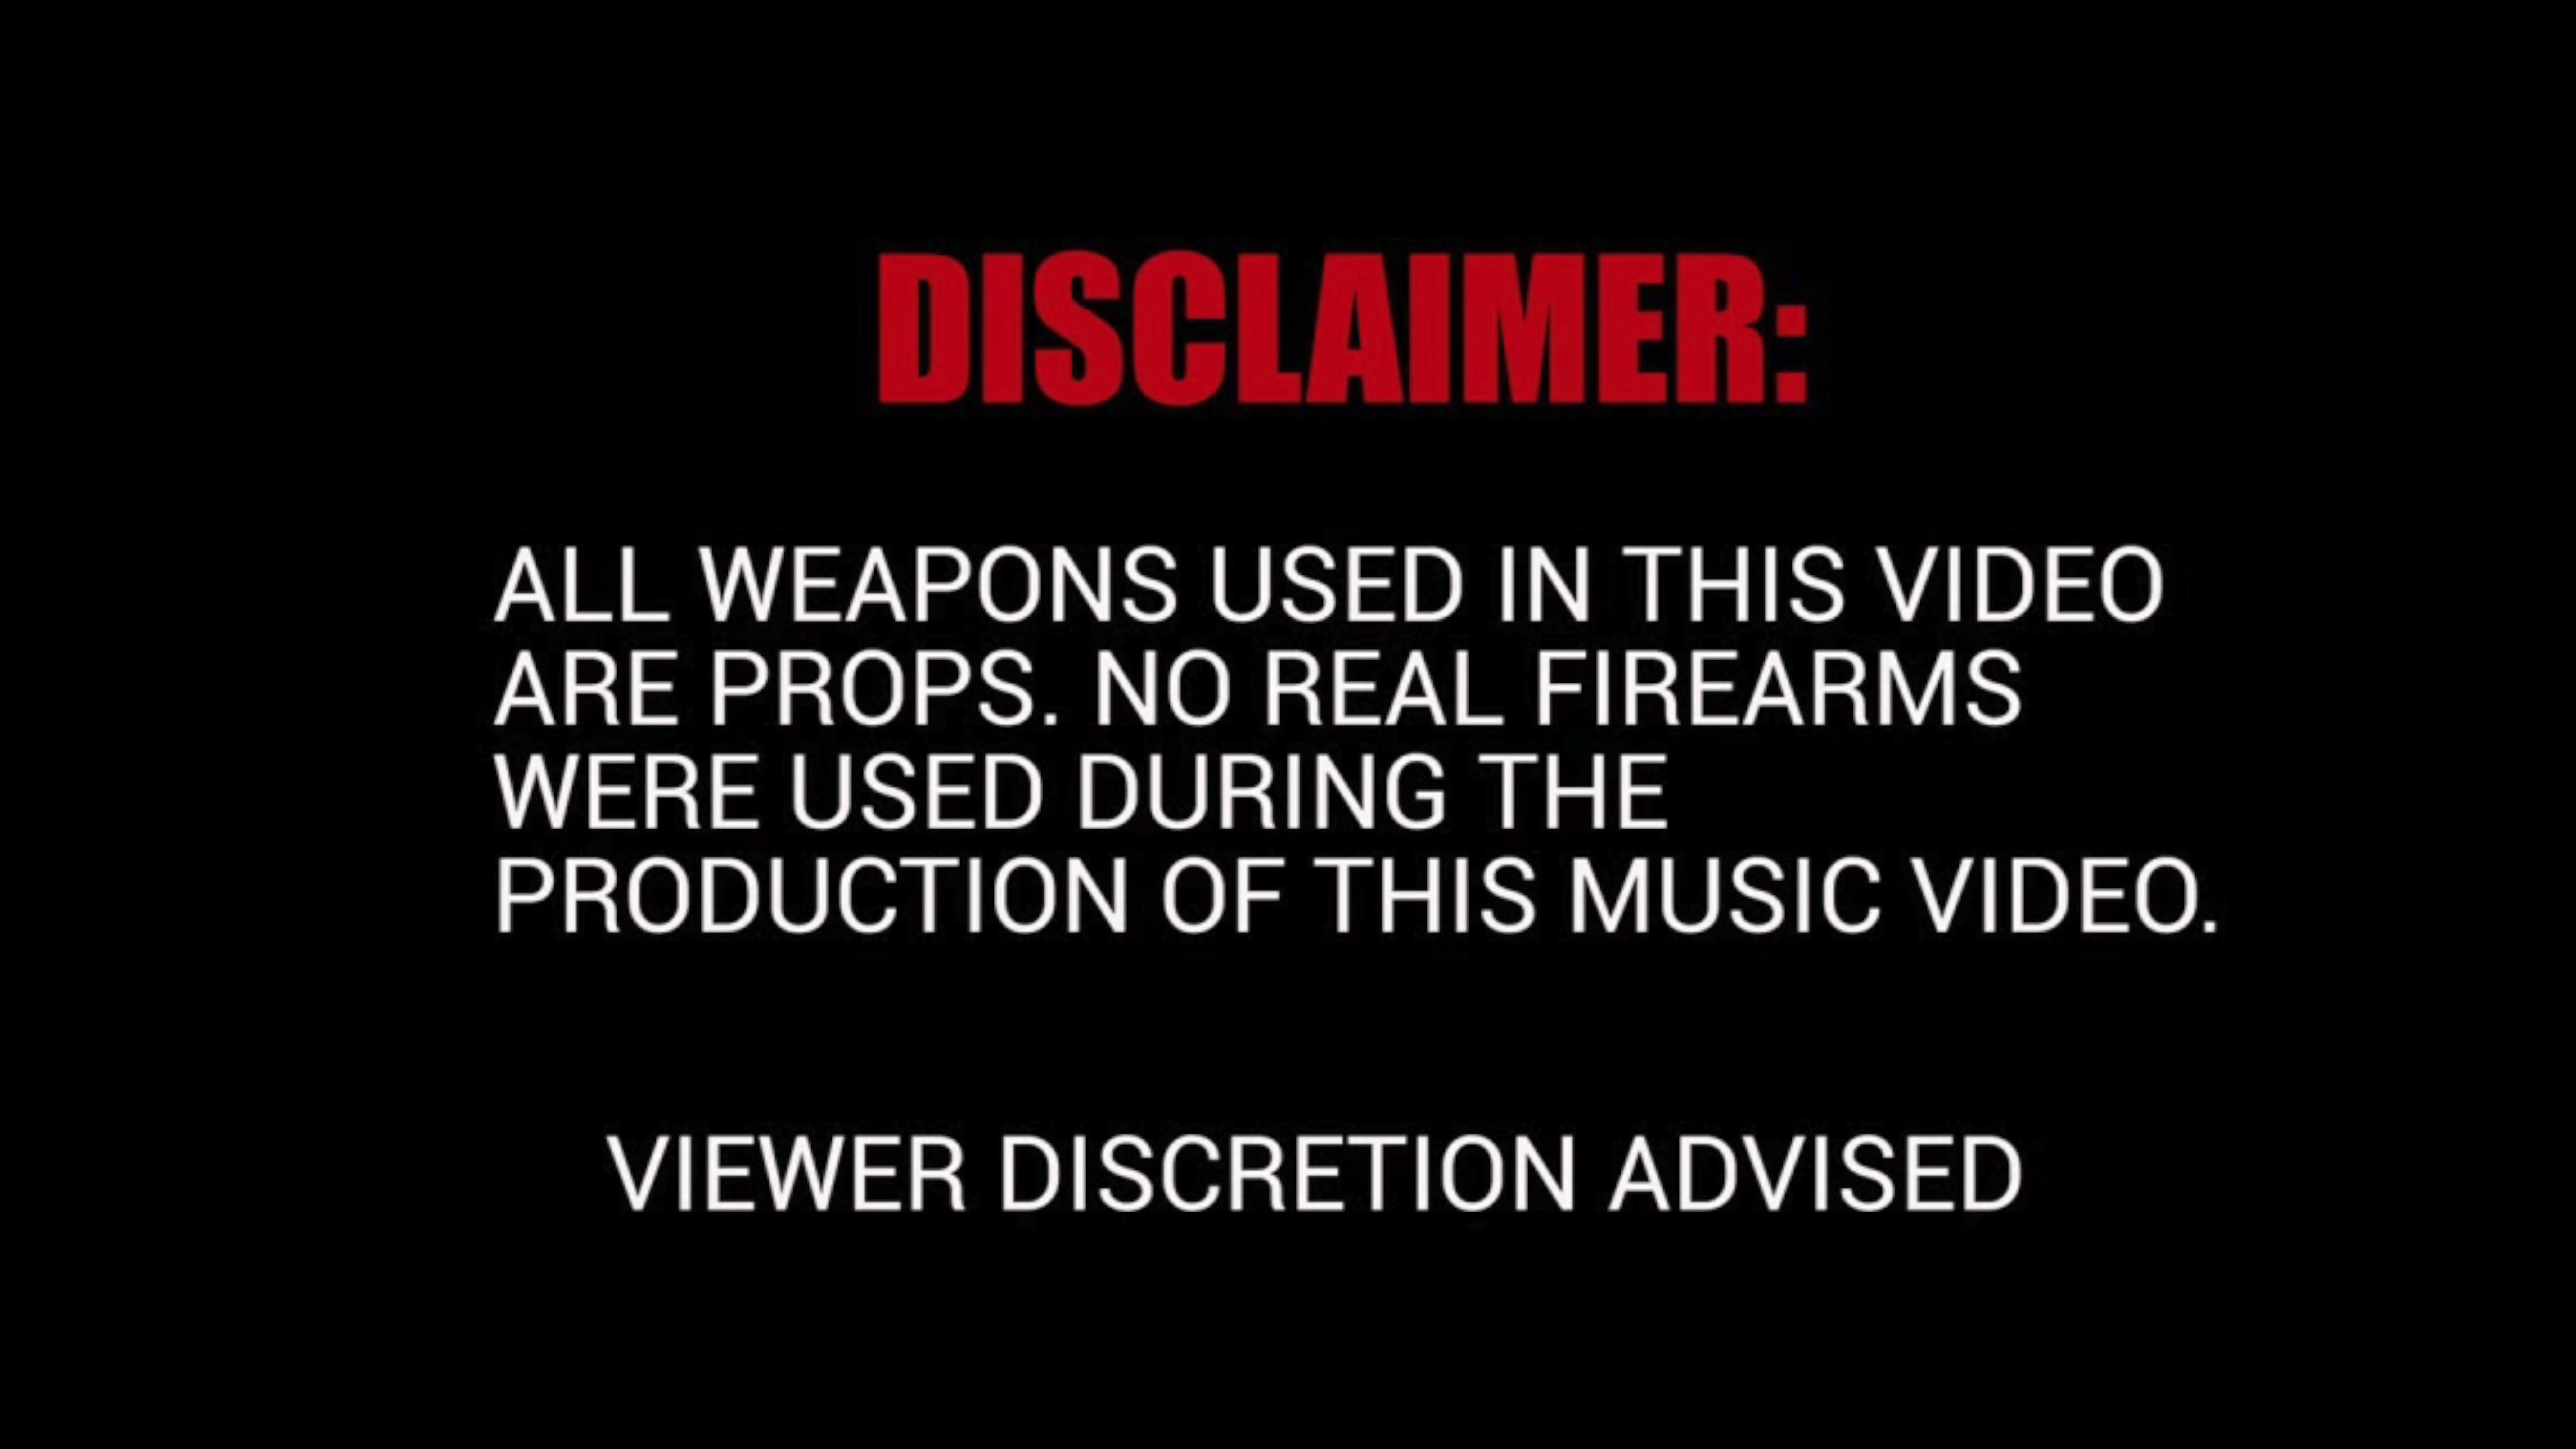 DISCLAIMER:
ALL WEAPONS USED IN THIS VIDEO
ARE PROPS. NO REAL FIREARMS
WERE USED DURING THE
PRODUCTION OF THIS MUSIC VIDEO.
VIEWER DISCRETION ADVISED